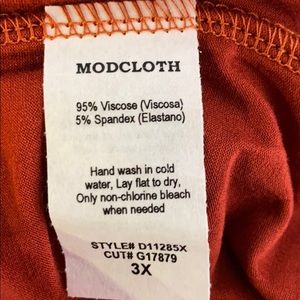 MODCLOTH
95% Viscose (Viscosa)
5% Spandex (Elastano)
Hand wash in cold
water, Lay flat to dry,
Only non-chlorine bleach
when needed
STYLE# D11285X
CUT# G17879
3X